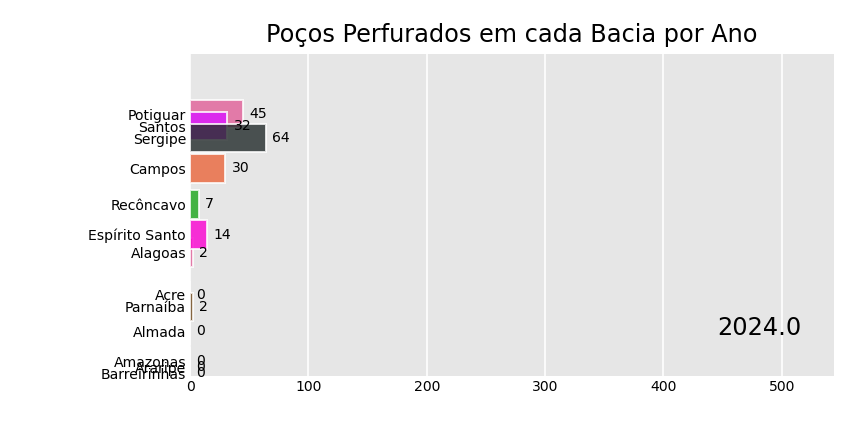 Poços Perfurados em cada Bacia por Ano
Potiguar 45
Santos 32
Sergipe 64
Campos 30
Recôncavo 7
Espírito Santo 14
Alagoas 2
Acre 0
Parnaíba 2
Almada 0
2024.0
Amazonas 0
Araripe 0
Barreirinhas 0
0 100 200 300 400 500